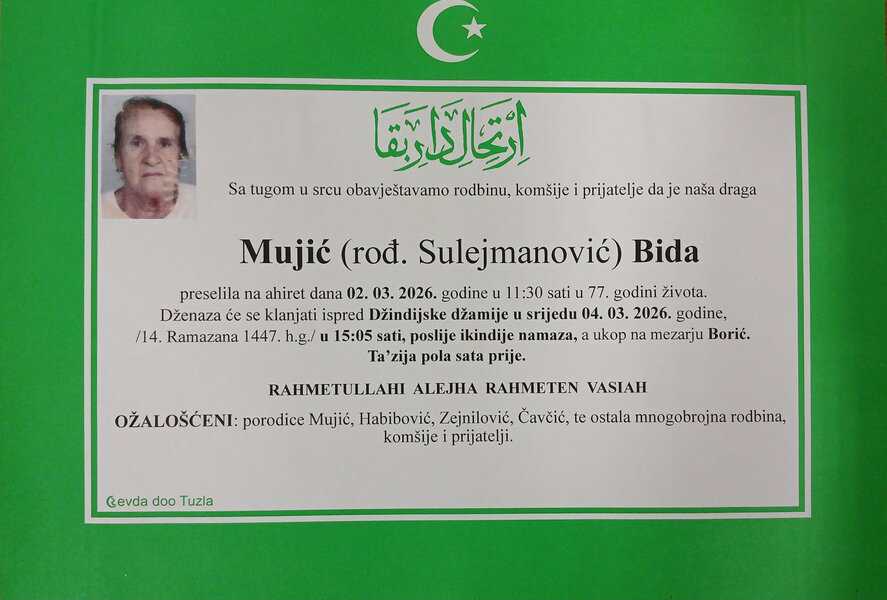 اِرْتِحَالِ دَارِ بَقَا
Sa tugom u srcu obavještavamo rodbinu, komšije i prijatelje da je naša draga
Mujić (rođ. Sulejmanović) Bida
preselila na ahiret dana 02. 03. 2026. godine u 11:30 sati u 77. godini života.
Dženaza će se klanjati ispred Džindijske džamije u srijedu 04. 03. 2026. godine,
/14. Ramazana 1447. h.g./ u 15:05 sati, poslije ikindije namaza, a ukop na mezarju Borić.
Ta’zija pola sata prije.
RAHMETULLAHI ALEJHA RAHMETEN VASIAH
OŽALOŠĆENI: porodice Mujić, Habibović, Zejnilović, Čavčić, te ostala mnogobrojna rodbina,
komšije i prijatelji.
evda doo Tuzla